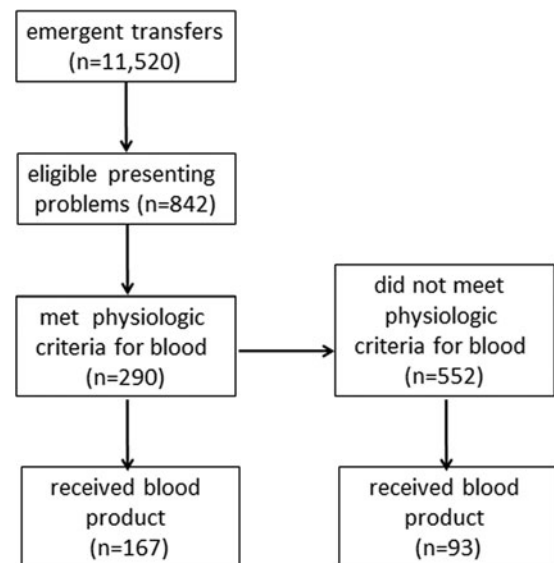 emergent transfers
(n=11,520)
eligible presenting
problems (n=842)
met physiologic
criteria for blood
(n=290)
did not meet
physiologic
criteria for blood
(n=552)
received blood
product
(n=167)
received blood
product
(n=93)